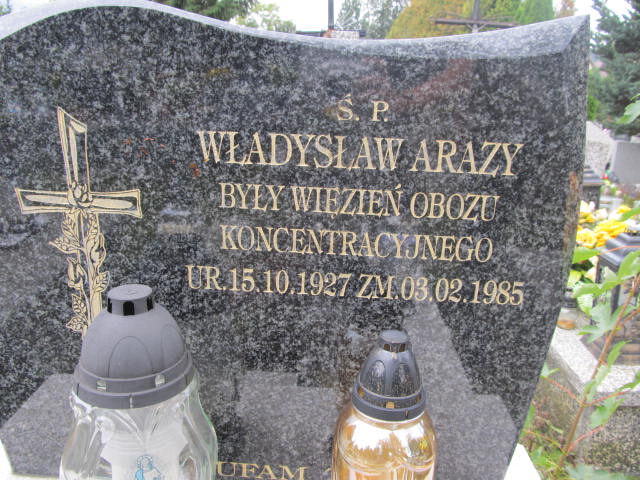 Ś. P.
WŁADYSŁAW ARAZY
BYŁY WIĘZIEŃ OBOZU
KONCENTRACYJNEGO
UR.15.10.1927 ZM.03.02.1985
UFAM